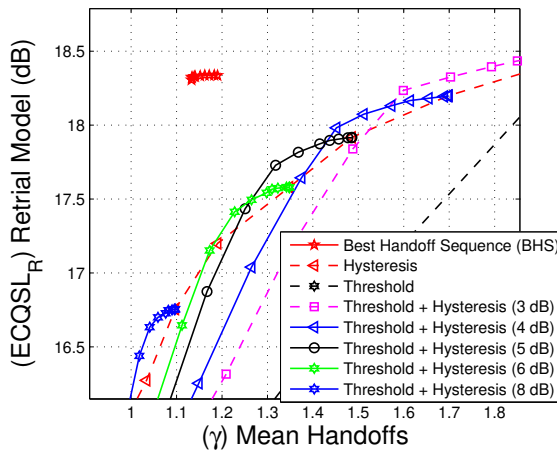 18.5
18
17.5
17
16.5
1 1.1 1.2 1.3 1.4 1.5 1.6 1.7 1.8
(ECQSL_R) Retrial Model (dB)
(γ) Mean Handoffs
Best Handoff Sequence (BHS)
Hysteresis
Threshold
Threshold + Hysteresis (3 dB)
Threshold + Hysteresis (4 dB)
Threshold + Hysteresis (5 dB)
Threshold + Hysteresis (6 dB)
Threshold + Hysteresis (8 dB)